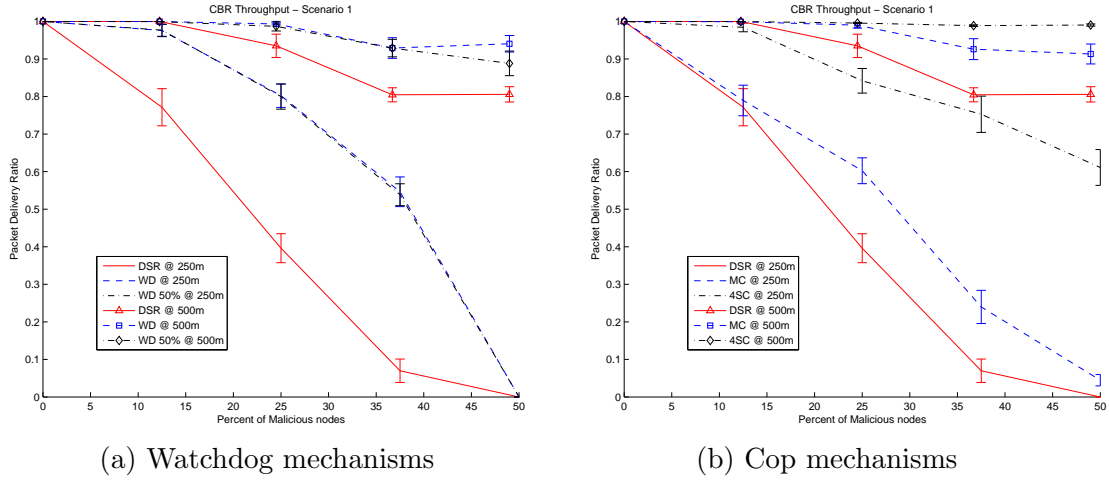 CBR Throughput – Scenario 1
1
0.9
0.8
0.7
0.6
0.5
0.4
0.3
0.2
0.1
0
Packet Delivery Ratio
DSR @ 250m
WD @ 250m
WD 50% @ 250m
DSR @ 500m
WD @ 500m
WD 50% @ 500m
0 5 10 15 20 25 30 35 40 45 50
Percent of Malicious nodes
(a) Watchdog mechanisms
CBR Throughput – Scenario 1
1
0.9
0.8
0.7
0.6
0.5
0.4
0.3
0.2
0.1
0
Packet Delivery Ratio
DSR @ 250m
MC @ 250m
4SC @ 250m
DSR @ 500m
MC @ 500m
4SC @ 500m
0 5 10 15 20 25 30 35 40 45 50
Percent of Malicious nodes
(b) Cop mechanisms